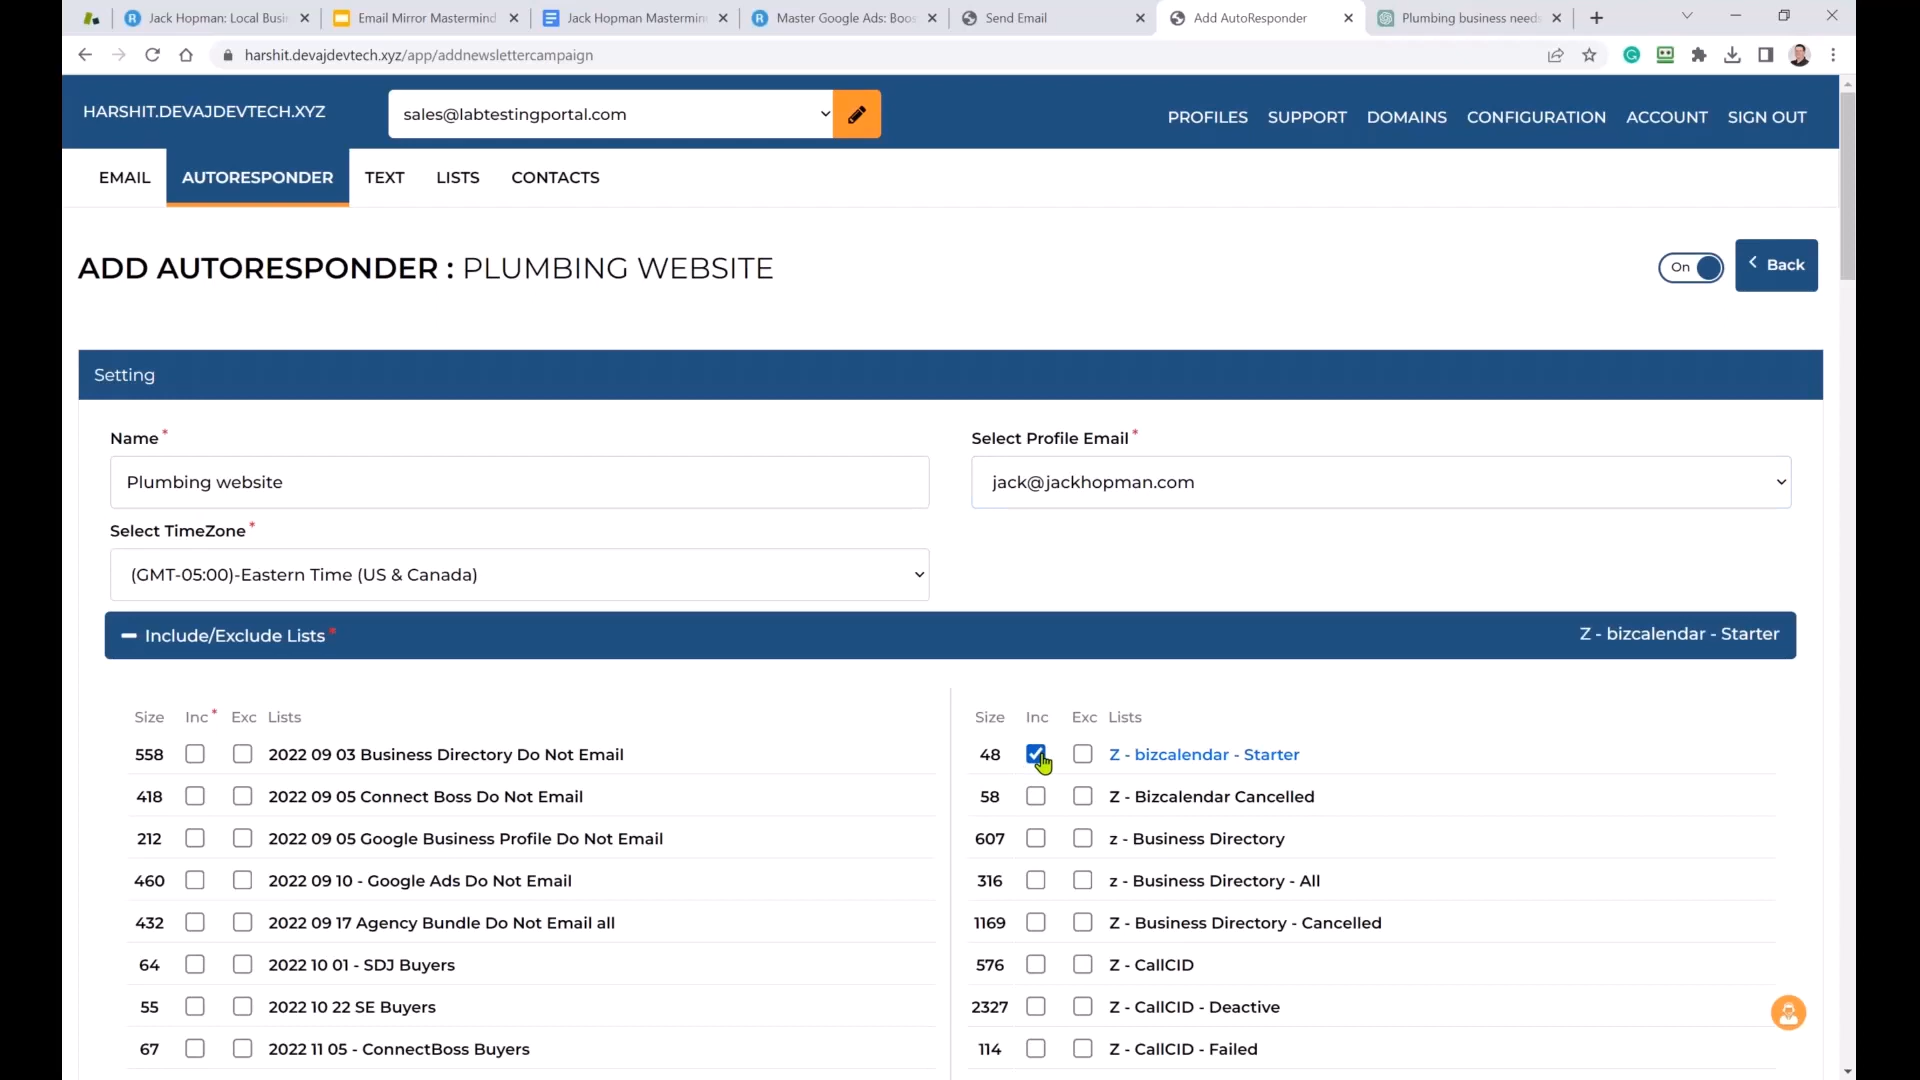 Jack Hopman: Local Busi
Email Mirror Mastermind
Jack Hopman Mastermin
Master Google Ads: Boos
Send Email
Add AutoResponder
Plumbing business needs
harshit.devajdevtech.xyz/app/addnewslettercampaign
HARSHIT.DEVAJDEVTECH.XYZ
sales@labtestingportal.com
PROFILES SUPPORT DOMAINS CONFIGURATION ACCOUNT SIGN OUT
EMAIL AUTORESPONDER TEXT LISTS CONTACTS
ADD AUTORESPONDER : PLUMBING WEBSITE
On
Back
Setting
Name *
Select Profile Email *
Plumbing website
jack@jackhopman.com
Select TimeZone *
(GMT-05:00)-Eastern Time (US & Canada)
Include/Exclude Lists *
Z - bizcalendar - Starter
Size Inc * Exc Lists
558 2022 09 03 Business Directory Do Not Email
418 2022 09 05 Connect Boss Do Not Email
212 2022 09 05 Google Business Profile Do Not Email
460 2022 09 10 - Google Ads Do Not Email
432 2022 09 17 Agency Bundle Do Not Email all
64 2022 10 01 - SDJ Buyers
55 2022 10 22 SE Buyers
67 2022 11 05 - ConnectBoss Buyers
Size Inc Exc Lists
48 Z - bizcalendar - Starter
58 Z - Bizcalendar Cancelled
607 z - Business Directory
316 z - Business Directory - All
1169 Z - Business Directory - Cancelled
576 Z - CallCID
2327 Z - CallCID - Deactive
114 Z - CallCID - Failed